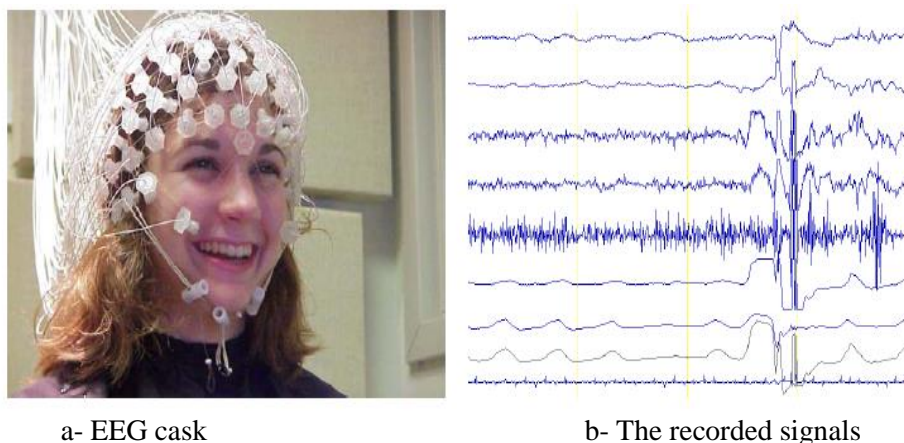 a- EEG cask
b- The recorded signals